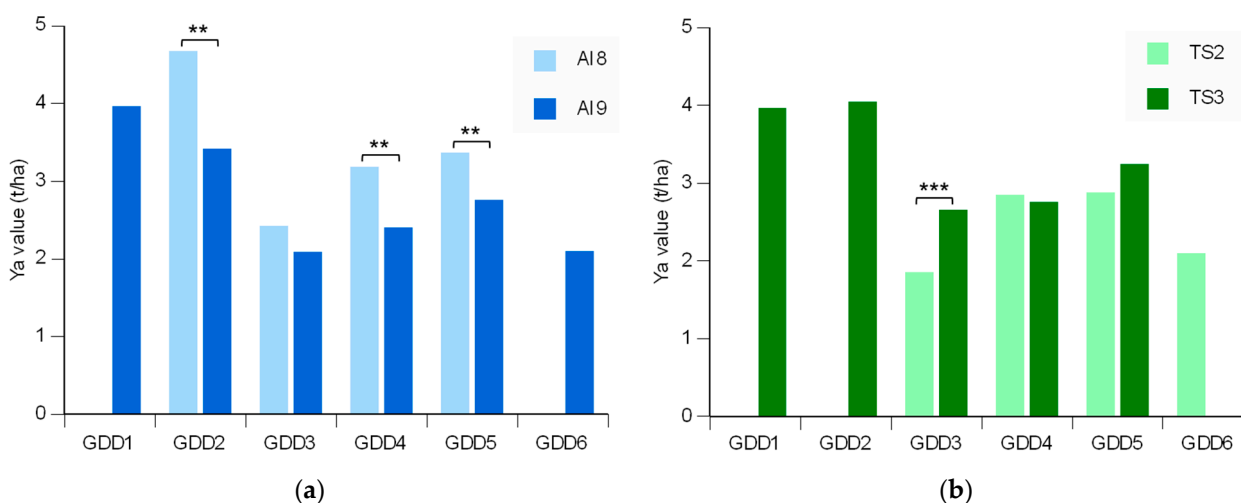 5
4
3
2
1
0
Ya value (t/ha)
**
**
**
AI8
AI9
GDD1 GDD2 GDD3 GDD4 GDD5 GDD6
(a)
5
4
3
2
1
0
Ya value (t/ha)
***
TS2
TS3
GDD1 GDD2 GDD3 GDD4 GDD5 GDD6
(b)